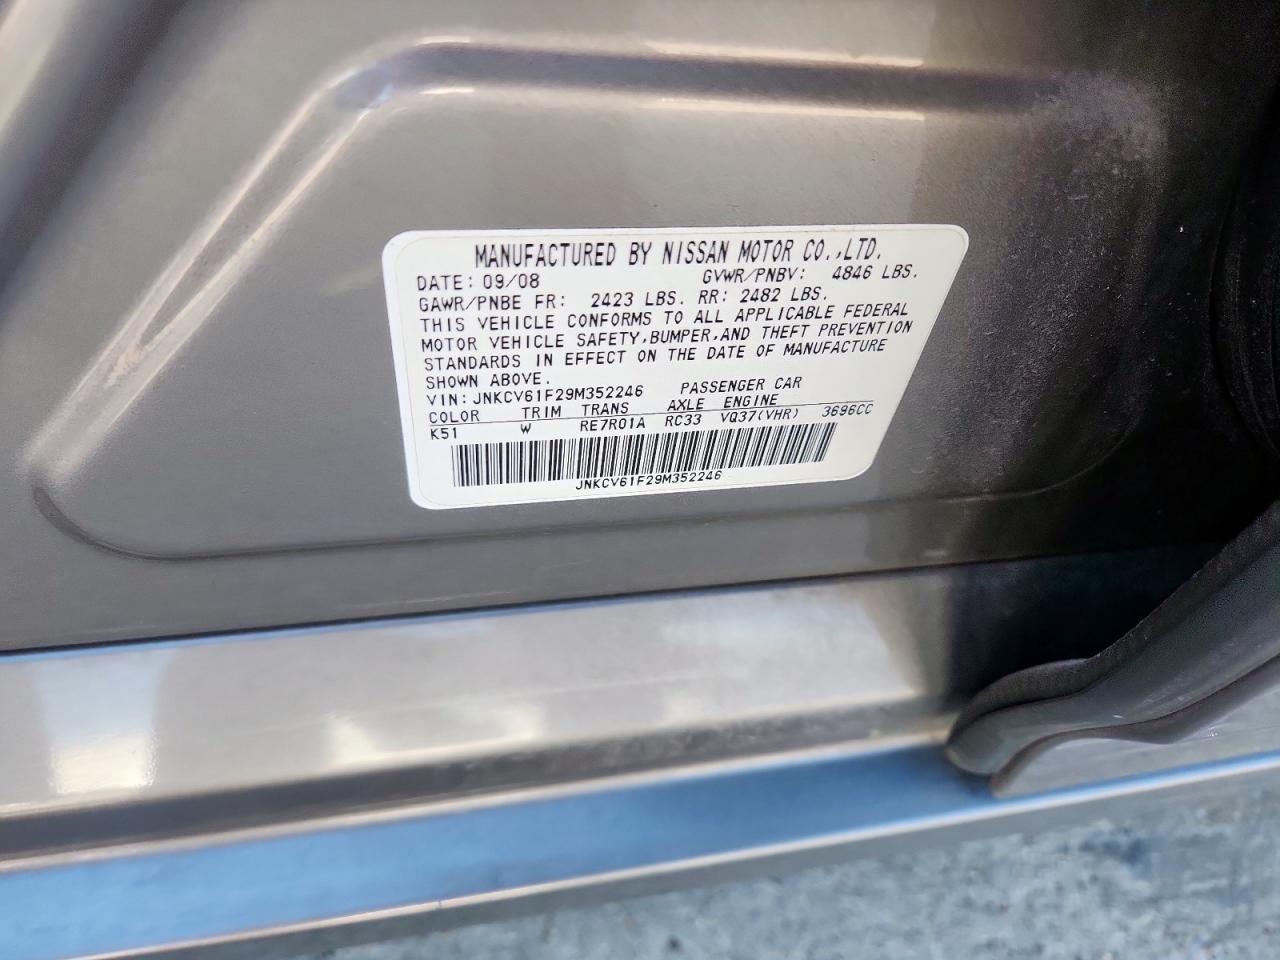 MANUFACTURED BY NISSAN MOTOR CO.,LTD.
DATE: 09/08 GVWR/PNBV: 4846 LBS.
GAWR/PNBE FR: 2423 LBS. RR: 2482 LBS.
THIS VEHICLE CONFORMS TO ALL APPLICABLE FEDERAL
MOTOR VEHICLE SAFETY,BUMPER,AND THEFT PREVENTION
STANDARDS IN EFFECT ON THE DATE OF MANUFACTURE
SHOWN ABOVE.
VIN: JNKCV61F29M352246 PASSENGER CAR
COLOR TRIM TRANS AXLE ENGINE
K51 W RE7R01A RC33 VQ37(VHR) 3696CC
JNKCV61F29M352246